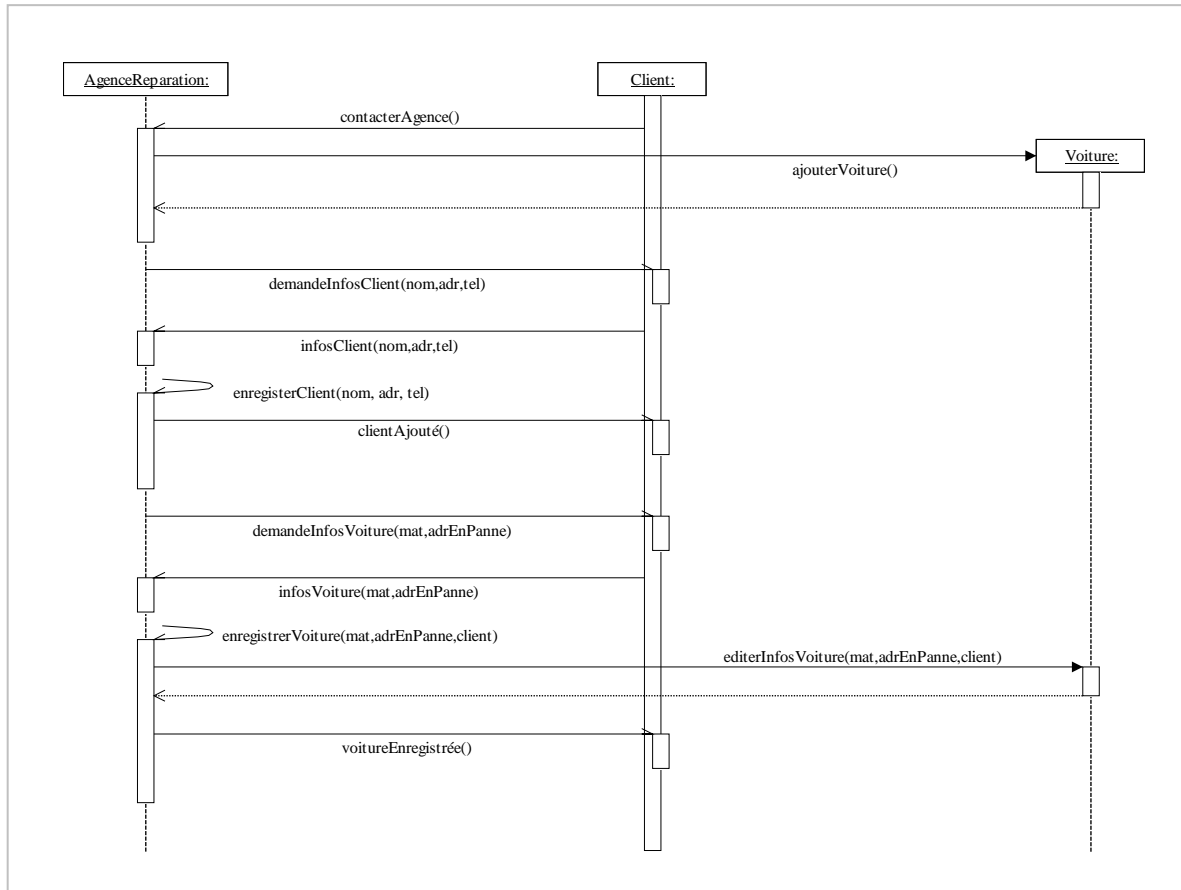 AgenceReparation:
Client:
contacterAgence()
Voiture:
ajouterVoiture()
demandeInfosClient(nom,adr,tel)
infosClient(nom,adr,tel)
enregisterClient(nom, adr, tel)
clientAjouté()
demandeInfosVoiture(mat,adrEnPanne)
infosVoiture(mat,adrEnPanne)
enregistrerVoiture(mat,adrEnPanne,client)
editerInfosVoiture(mat,adrEnPanne,client)
voitureEnregistrée()